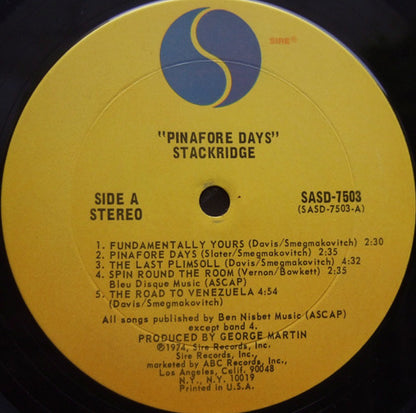 SIRE®
"PINAFORE DAYS"
STACKRIDGE
SIDE A
STEREO
SASD-7503
(SASD-7503-A)
1. FUNDAMENTALLY YOURS (Davis/Smegmakovitch) 2:30
2. PINAFORE DAYS (Slater/Smegmakovitch) 2:35
3. THE LAST PLIMSOLL (Davis/Smegmakovitch) 4:32
4. SPIN ROUND THE ROOM (Vernon/Bowkett) 2:35
Bleu Disque Music (ASCAP)
5. THE ROAD TO VENEZUELA 4:54
(Davis/Smegmakovitch)
All songs published by Ben Nisbet Music (ASCAP)
except band 4.
PRODUCED BY GEORGE MARTIN
℗1974, Sire Records, Inc.
Sire Records, Inc.,
marketed by ABC Records, Inc.
Los Angeles, Calif. 90048
N.Y., N.Y. 10019
Printed in U.S.A.